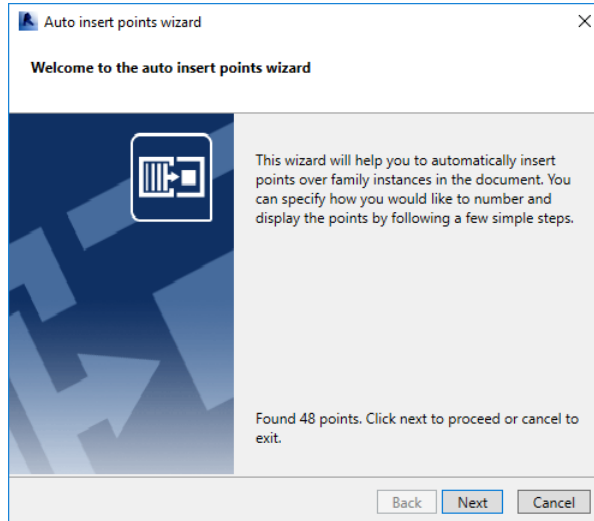 Auto insert points wizard
Welcome to the auto insert points wizard
This wizard will help you to automatically insert
points over family instances in the document. You
can specify how you would like to number and
display the points by following a few simple steps.
Found 48 points. Click next to proceed or cancel to
exit.
Back Next Cancel